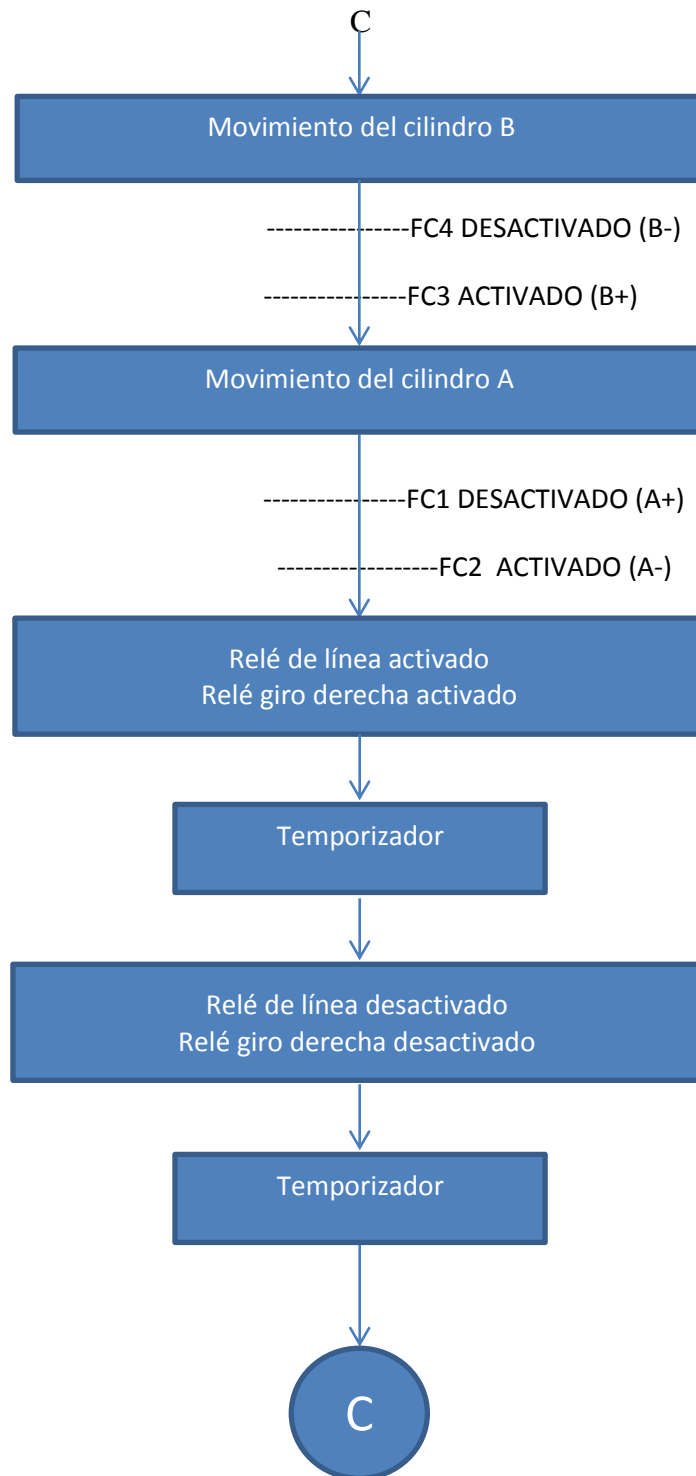 C
Movimiento del cilindro B
----------------FC4 DESACTIVADO (B-)
----------------FC3 ACTIVADO (B+)
Movimiento del cilindro A
----------------FC1 DESACTIVADO (A+)
------------------FC2 ACTIVADO (A-)
Relé de línea activado
Relé giro derecha activado
Temporizador
Relé de línea desactivado
Relé giro derecha desactivado
Temporizador
C